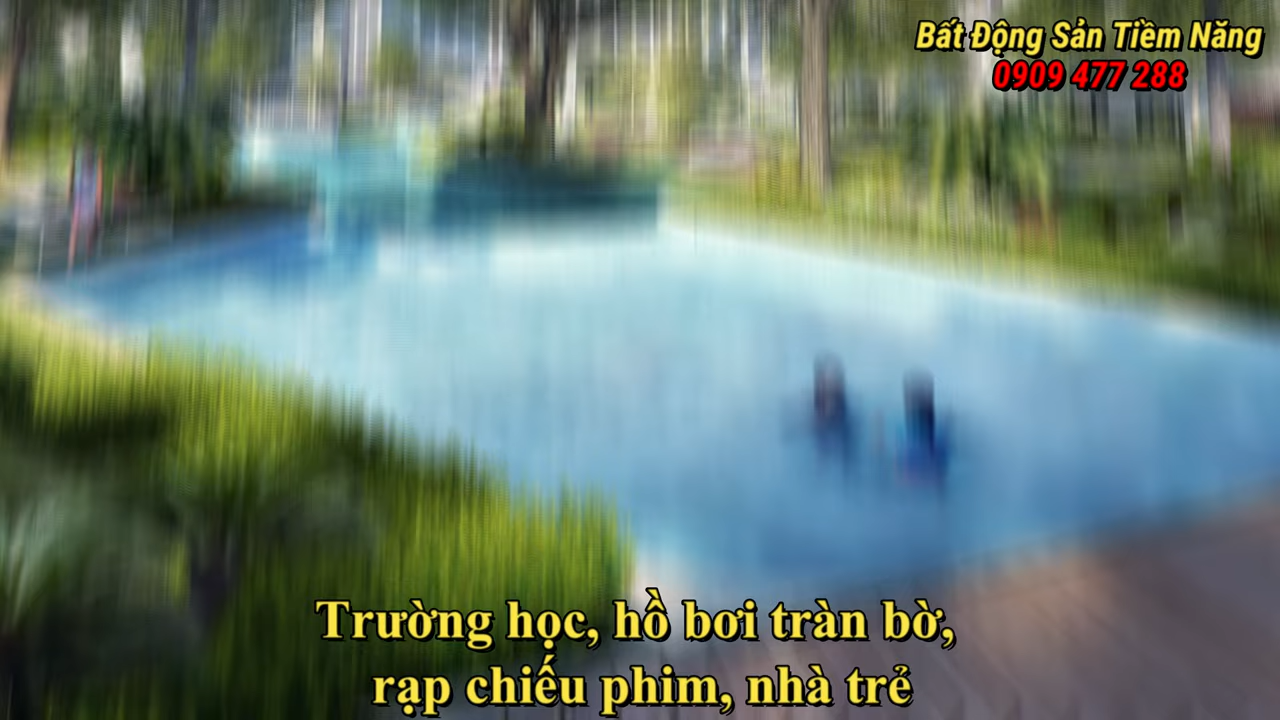 Bất Động Sản Tiềm Năng
0909 477 288
Trường học, hồ bơi tràn bờ,
rạp chiếu phim, nhà trẻ